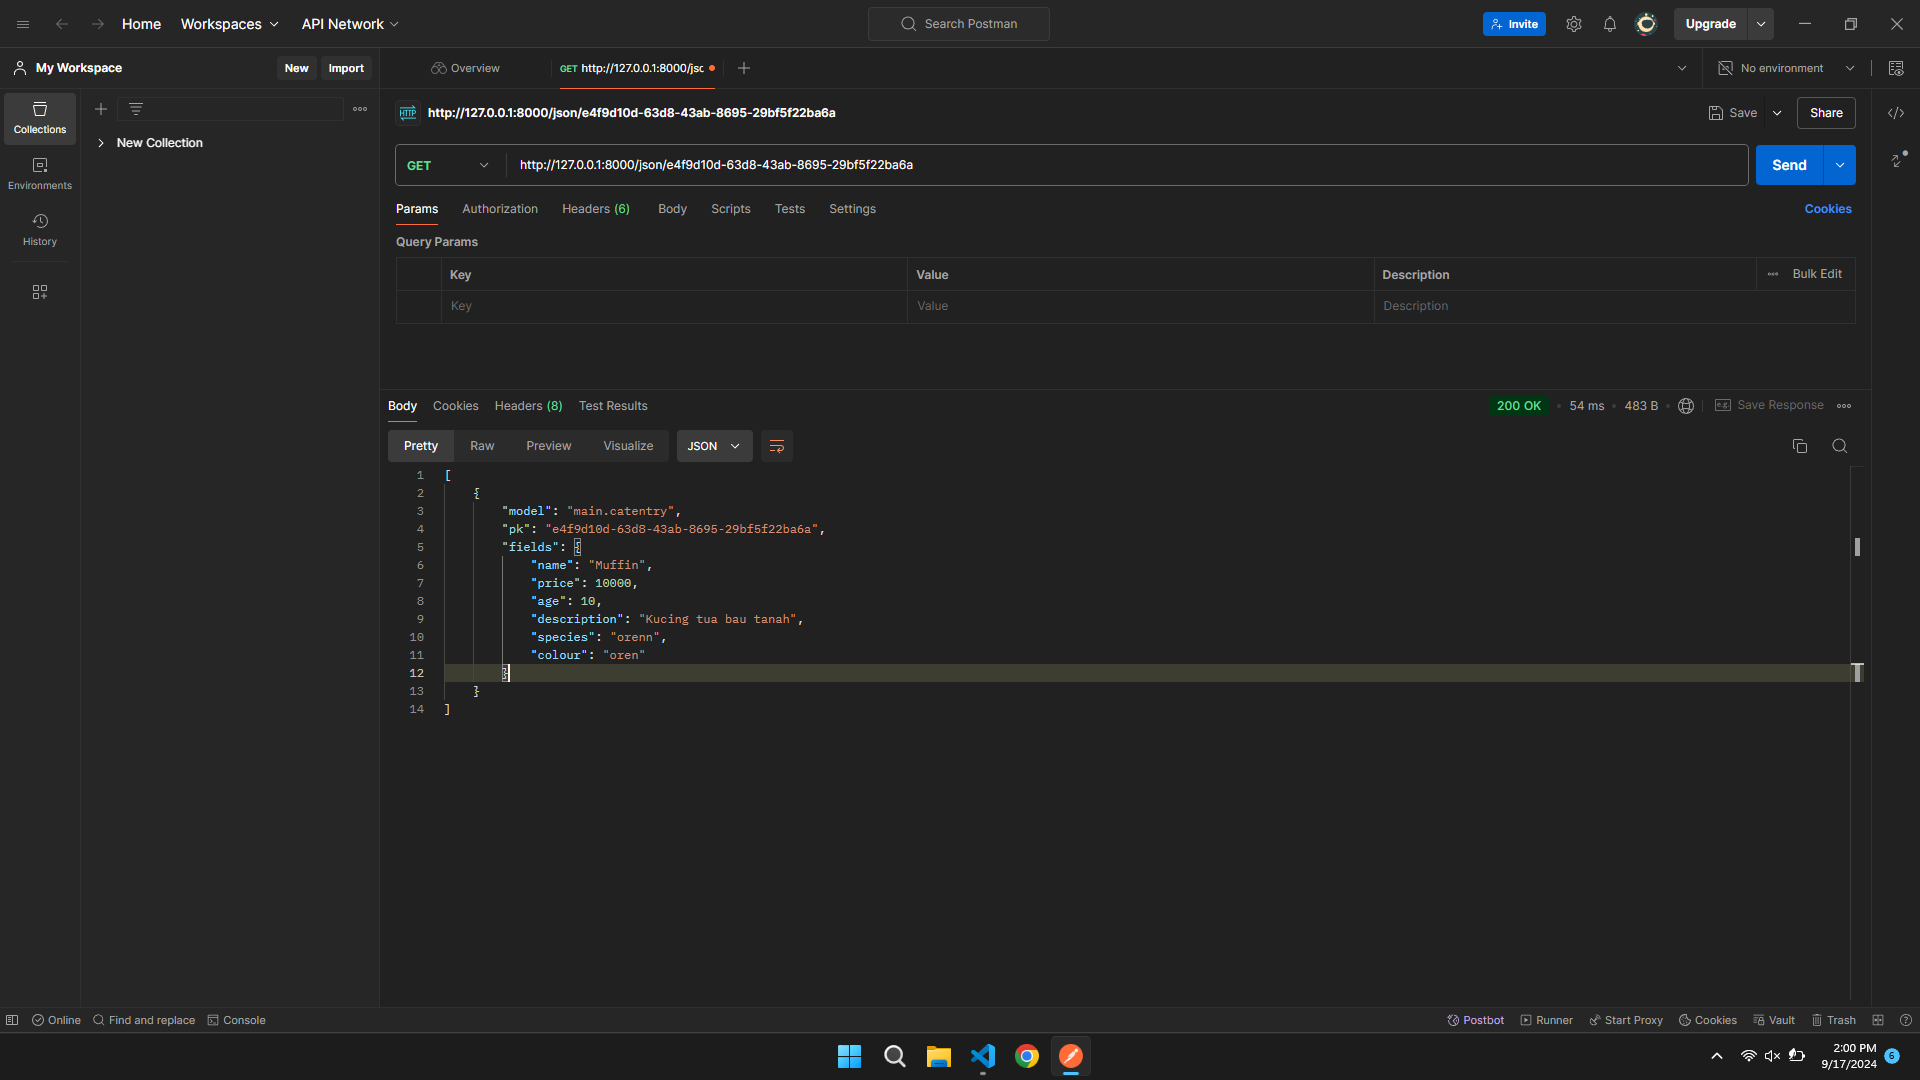 Home Workspaces API Network Search Postman Invite Upgrade
My Workspace New Import Overview GET http://127.0.0.1:8000/jsc No environment
Collections
Environments
History
New Collection
HTTP http://127.0.0.1:8000/json/e4f9d10d-63d8-43ab-8695-29bf5f22ba6a Save Share
GET http://127.0.0.1:8000/json/e4f9d10d-63d8-43ab-8695-29bf5f22ba6a Send
Params Authorization Headers (6) Body Scripts Tests Settings Cookies
Query Params
Key Value Description Bulk Edit
Key Value Description
Body Cookies Headers (8) Test Results 200 OK 54 ms 483 B e.g. Save Response
Pretty Raw Preview Visualize JSON
1 [
2 {
3 "model": "main.catentry",
4 "pk": "e4f9d10d-63d8-43ab-8695-29bf5f22ba6a",
5 "fields": {
6 "name": "Muffin",
7 "price": 10000,
8 "age": 10,
9 "description": "Kucing tua bau tanah",
10 "species": "orenn",
11 "colour": "oren"
12 }
13 }
14 ]
Online Find and replace Console Postbot Runner Start Proxy Cookies Vault Trash
2:00 PM
9/17/2024 6